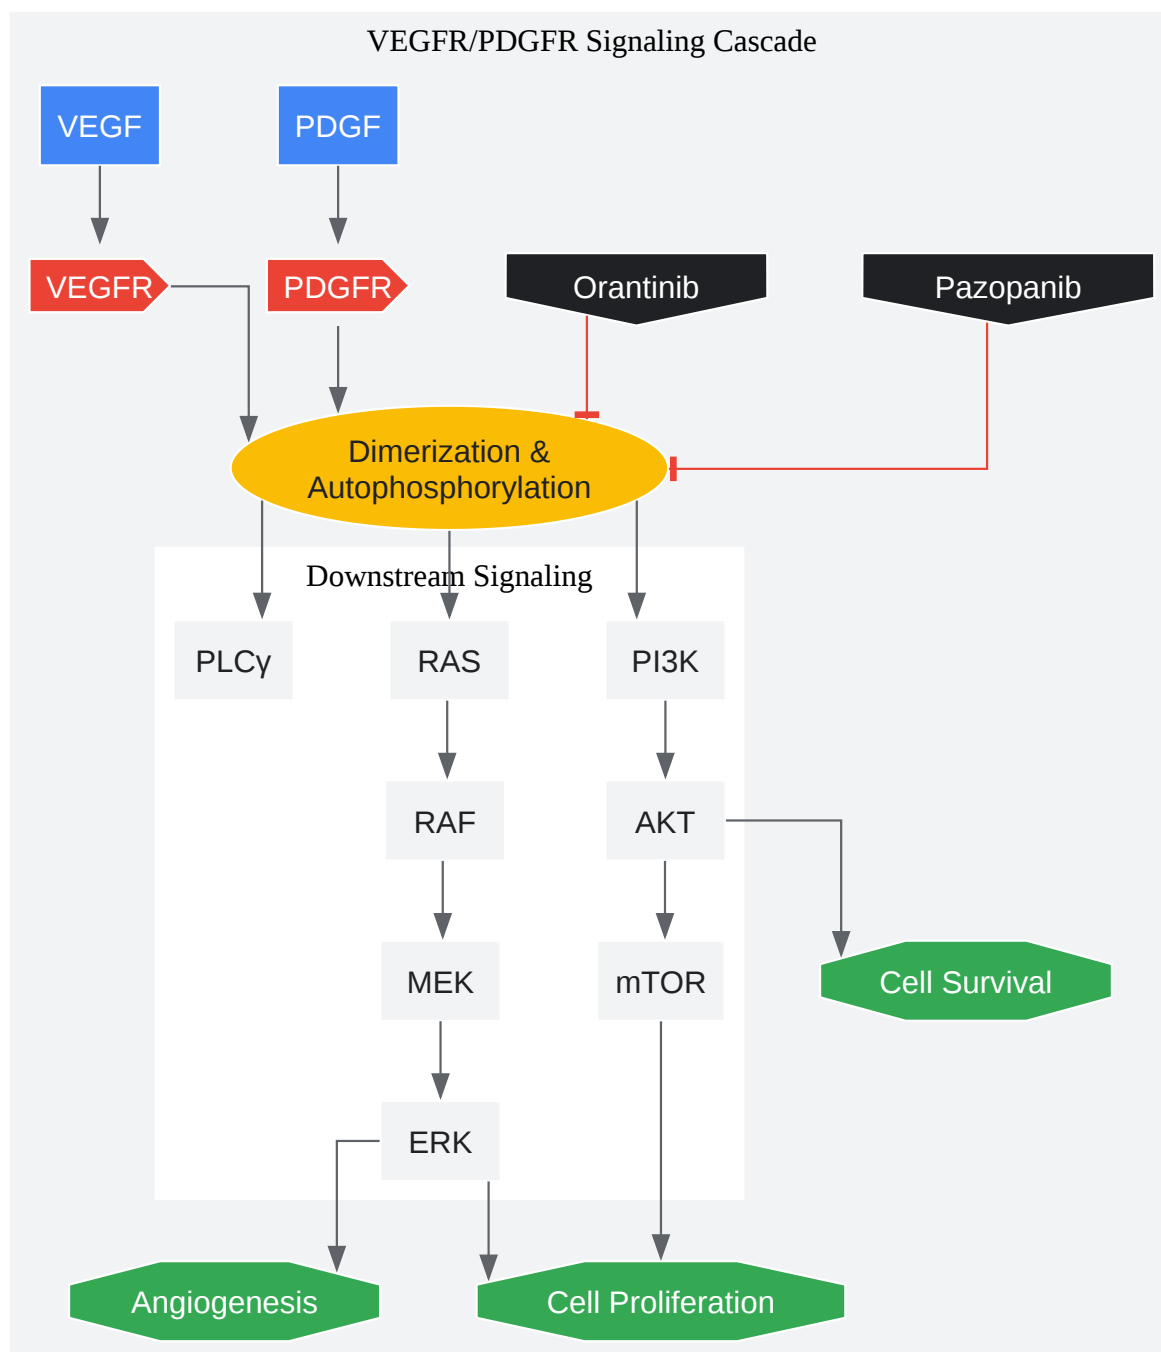 VEGFR/PDGFR Signaling Cascade
VEGF
PDGF
VEGFR
PDGFR
Orantinib
Pazopanib
Dimerization &
Autophosphorylation
Downstream Signaling
PLCγ
RAS
PI3K
RAF
AKT
MEK
mTOR
Cell Survival
ERK
Angiogenesis
Cell Proliferation